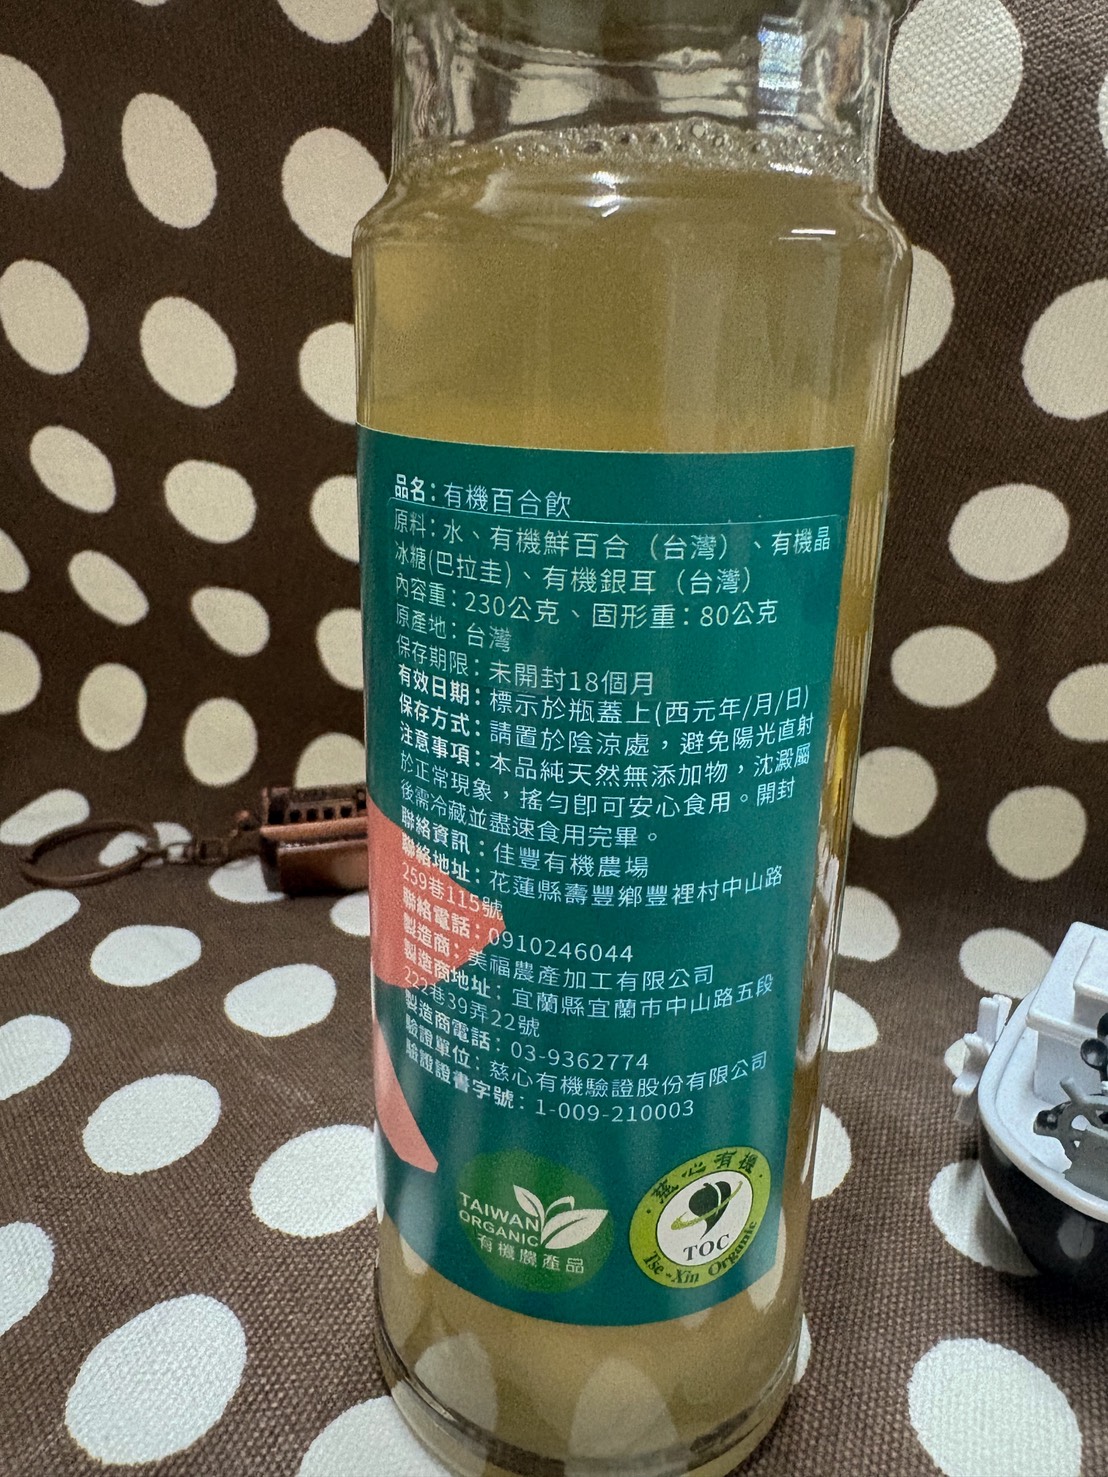 品名：有機百合飲
原料：水、有機鮮百合（台灣）、有機晶
冰糖(巴拉圭)、有機銀耳（台灣）
內容重：230公克、固形重：80公克
原產地：台灣
保存期限：未開封18個月
有效日期：標示於瓶蓋上(西元年/月/日)
保存方式：請置於陰涼處，避免陽光直射
注意事項：本品純天然無添加物，沈澱屬
於正常現象，搖勻即可安心食用。開封
後需冷藏並盡速食用完畢。
聯絡資訊：佳豐有機農場
聯絡地址：花蓮縣壽豐鄉豐裡村中山路
259巷115號
聯絡電話：0910246044
製造商：美福農產加工有限公司
製造商地址：宜蘭縣宜蘭市中山路五段
222巷39弄22號
製造商電話：03-9362774
驗證單位：慈心有機驗證股份有限公司
驗證證書字號：1-009-210003
TAIWAN
ORGANIC
有機農產品
慈心有機
TOC
Tse-Xin Organic